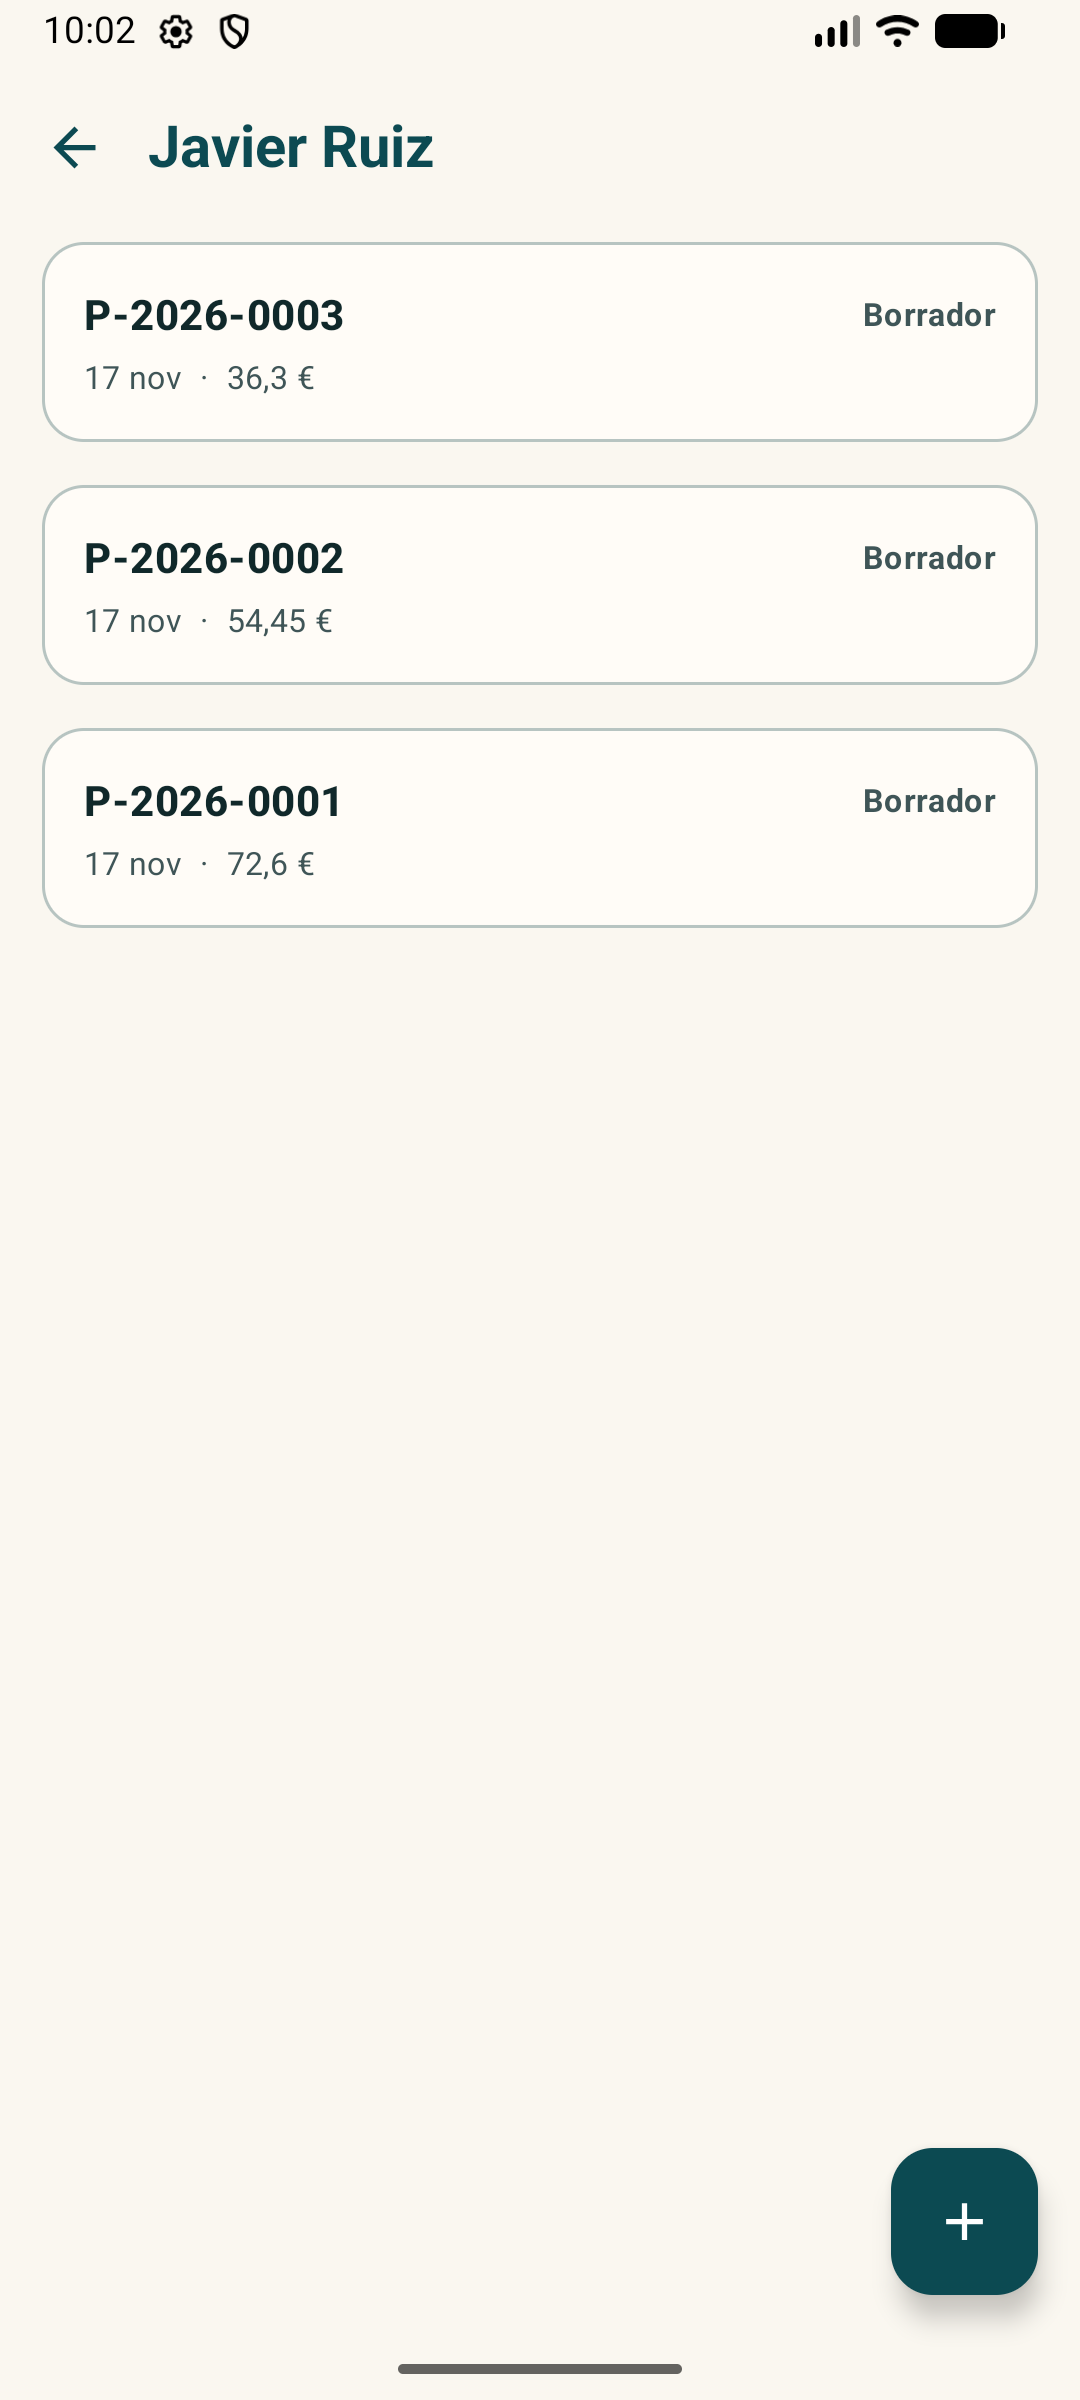 10:02
Javier Ruiz
P-2026-0003 Borrador
17 nov · 36,3 €
P-2026-0002 Borrador
17 nov · 54,45 €
P-2026-0001 Borrador
17 nov · 72,6 €